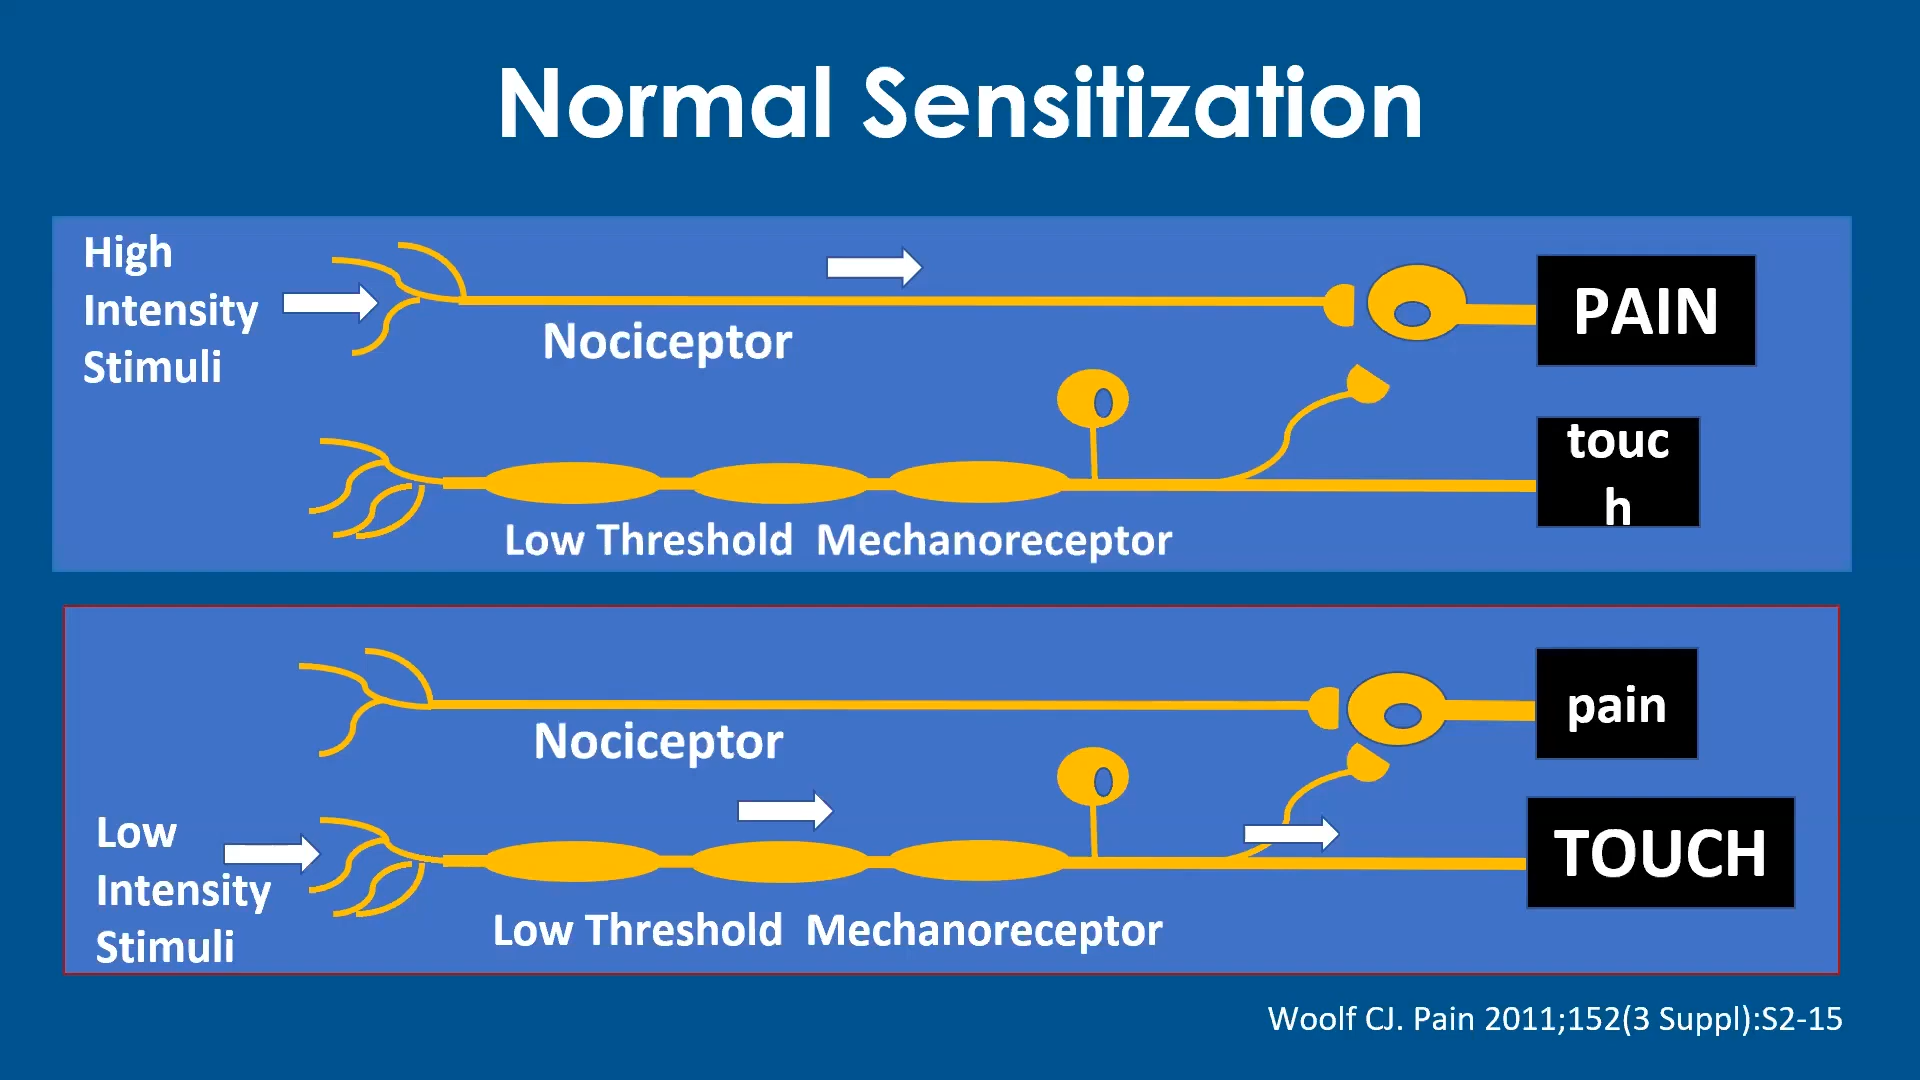 Normal Sensitization
High
Intensity
Stimuli
Nociceptor
PAIN
touc
h
Low Threshold  Mechanoreceptor
Nociceptor
pain
Low
Intensity
Stimuli
TOUCH
Low Threshold  Mechanoreceptor
Woolf CJ. Pain 2011;152(3 Suppl):S2-15